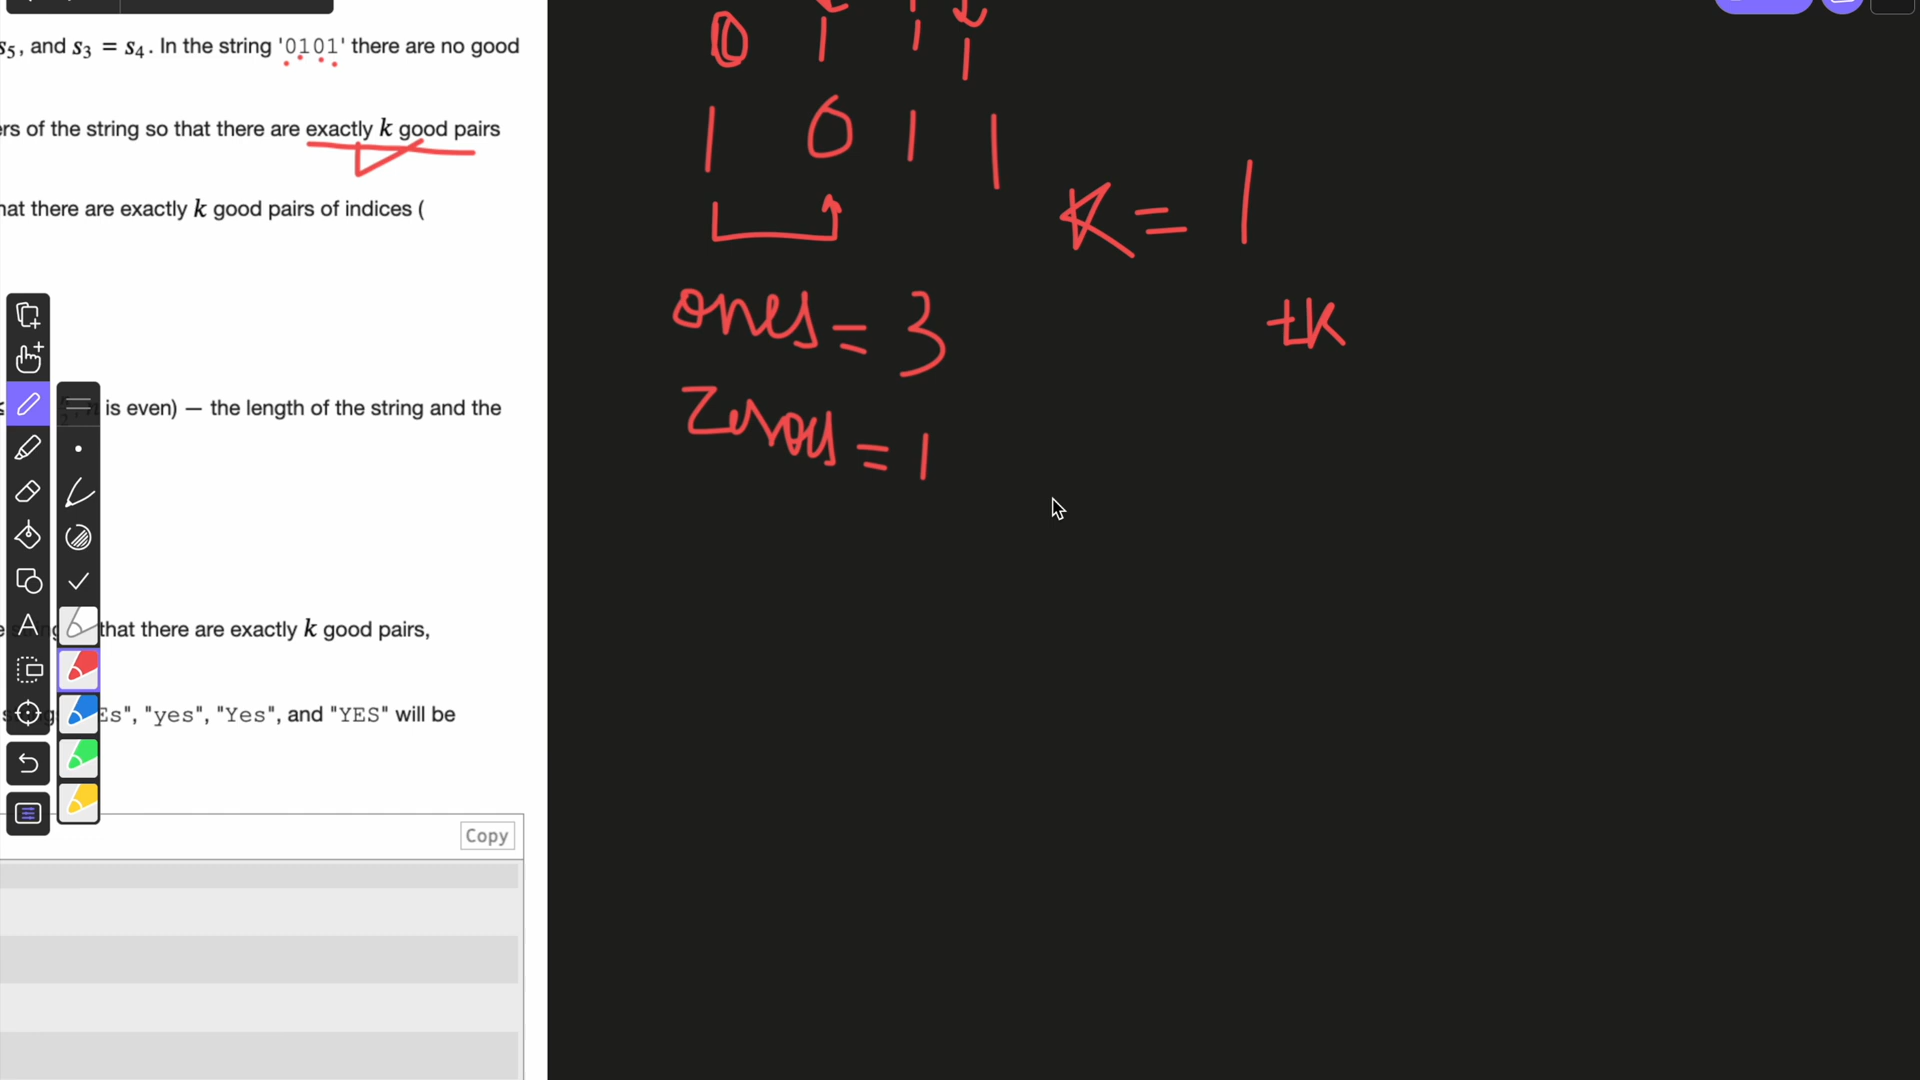 s5, and s3 = s4. In the string '0101' there are no good
ers of the string so that there are exactly k good pairs
hat there are exactly k good pairs of indices (
is even) — the length of the string and the
that there are exactly k good pairs,
Es", "yes", "Yes", and "YES" will be
Copy
0 1 1 1
1 0 1 1
K = 1
+K
ones = 3
zeros = 1